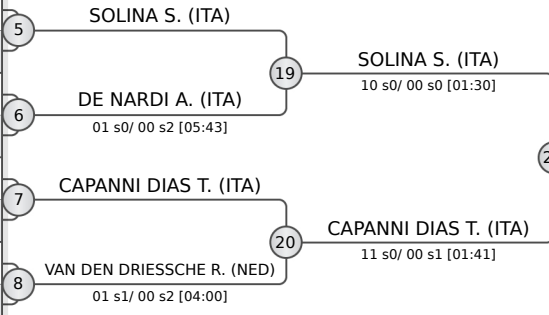 SOLINA S. (ITA)
5
19
SOLINA S. (ITA)
10 s0/ 00 s0 [01:30]
DE NARDI A. (ITA)
6
01 s0/ 00 s2 [05:43]
CAPANNI DIAS T. (ITA)
7
20
CAPANNI DIAS T. (ITA)
11 s0/ 00 s1 [01:41]
VAN DEN DRIESSCHE R. (NED)
8
01 s1/ 00 s2 [04:00]